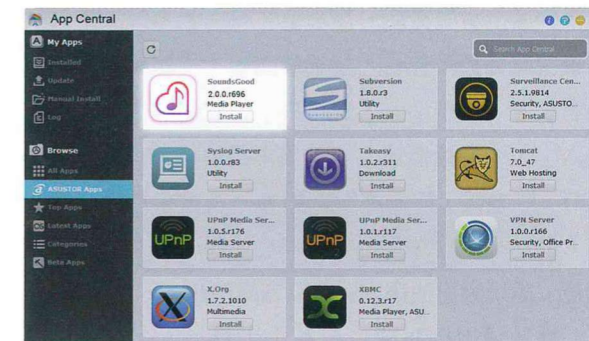 App Central
My Apps
Installed
Update
Manual Install
Log
Browse
All Apps
ASUSTOR Apps
Top Apps
Latest Apps
Categories
Beta Apps
Search App Central
SoundsGood
2.0.0.r696
Media Player
Install
Subversion
1.8.0.r3
Utility
Install
Surveillance Cen...
2.5.1.9814
Security, ASUSTO...
Install
Syslog Server
1.0.0.r83
Utility
Install
Takeasy
1.0.2.r311
Download
Install
Tomcat
7.0_47
Web Hosting
Install
UPnP
UPnP Media Ser...
1.0.5.r176
Media Server
Install
UPnP
UPnP Media Ser...
1.0.1.r117
Media Server
Install
VPN Server
1.0.0.r166
Security, Office Pr...
Install
X.Org
1.7.2.1010
Multimedia
Install
XBMC
0.12.3.r17
Media Player, ASU...
Install